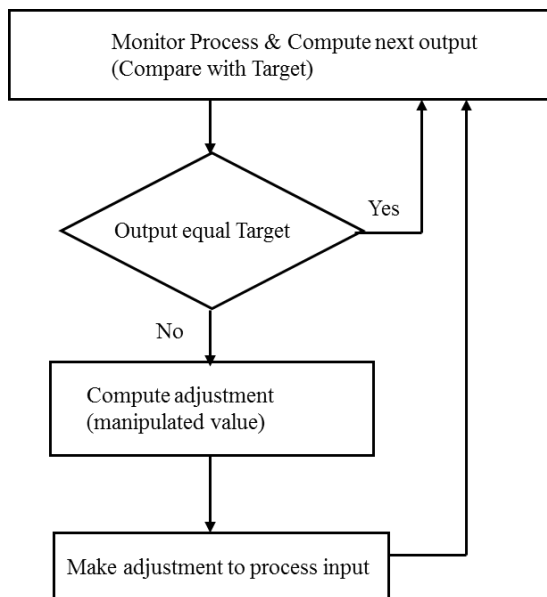 Monitor Process & Compute next output
(Compare with Target)
Output equal Target
Yes
No
Compute adjustment
(manipulated value)
Make adjustment to process input